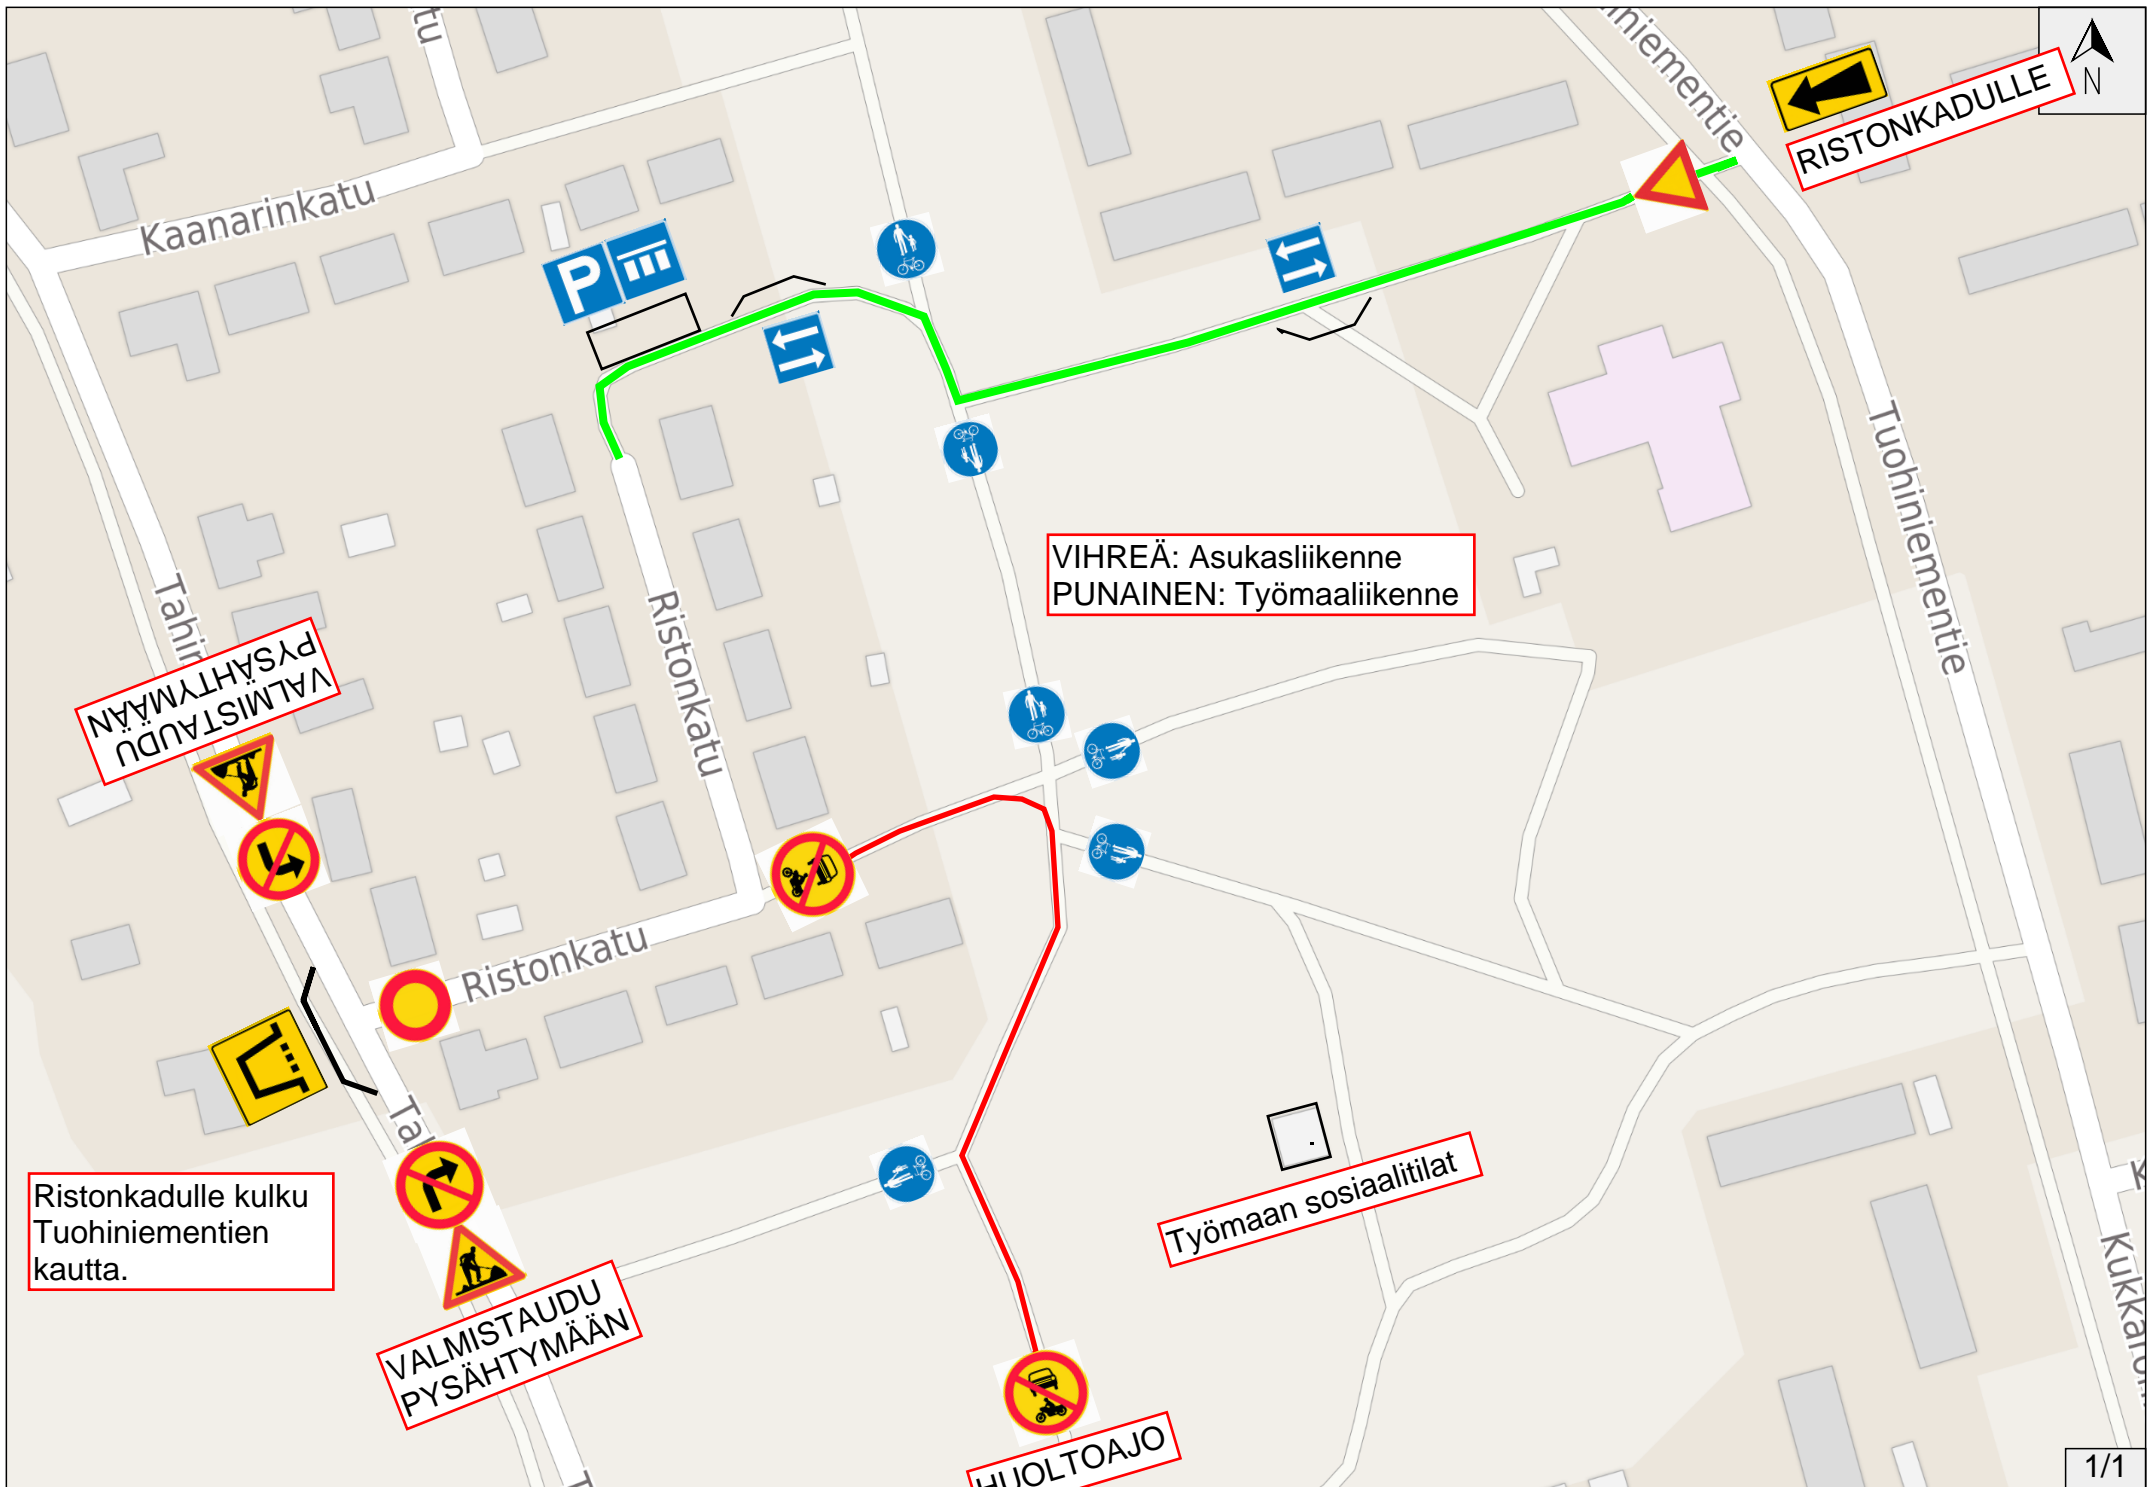 RISTONKADULLE
N
Kaanarinkatu
P
Tuohiniementie
VIHREÄ: Asukasliikenne
PUNAINEN: Työmaaliikenne
Ristonkatu
VALMISTAUDU
PYSÄHTYMÄÄN
Ristonkatu
Ristonkadulle kulku
Tuohiniementien
kautta.
Työmaan sosiaalitilat
VALMISTAUDU
PYSÄHTYMÄÄN
HUOLTOAJO
1/1